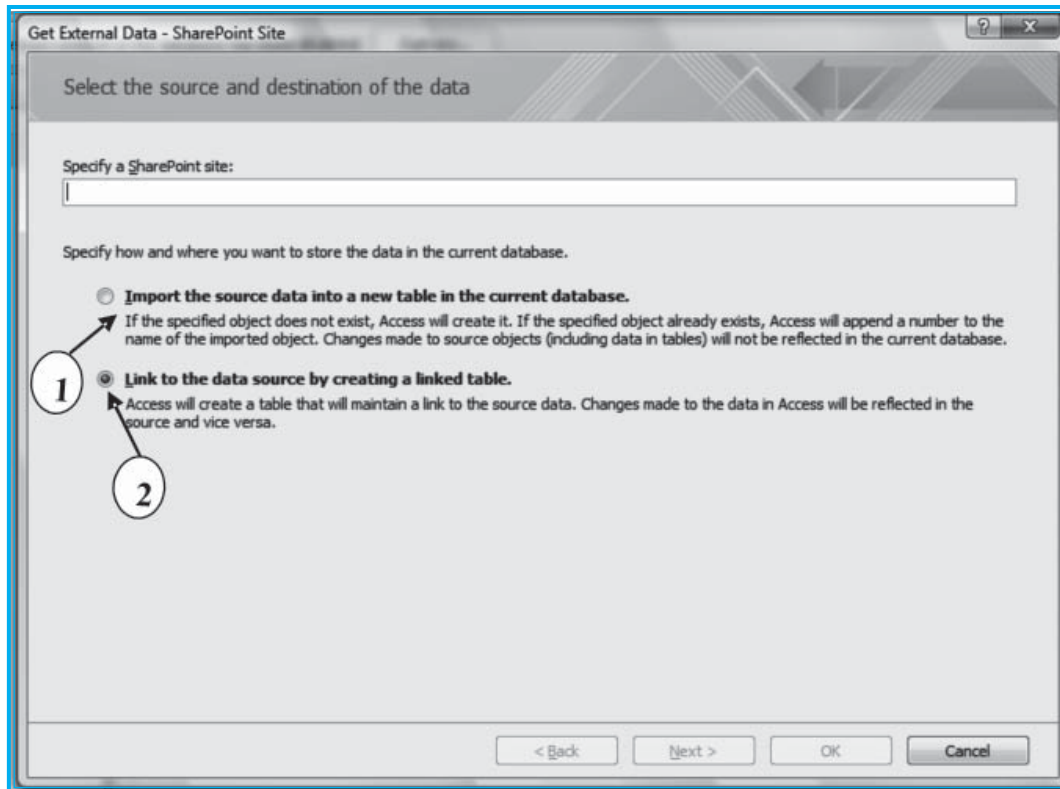 Get External Data - SharePoint Site
Select the source and destination of the data
Specify a SharePoint site:
Specify how and where you want to store the data in the current database.
Import the source data into a new table in the current database.
If the specified object does not exist, Access will create it. If the specified object already exists, Access will append a number to the
name of the imported object. Changes made to source objects (including data in tables) will not be reflected in the current database.
1
Link to the data source by creating a linked table.
Access will create a table that will maintain a link to the source data. Changes made to the data in Access will be reflected in the
source and vice versa.
2
< Back Next > OK Cancel